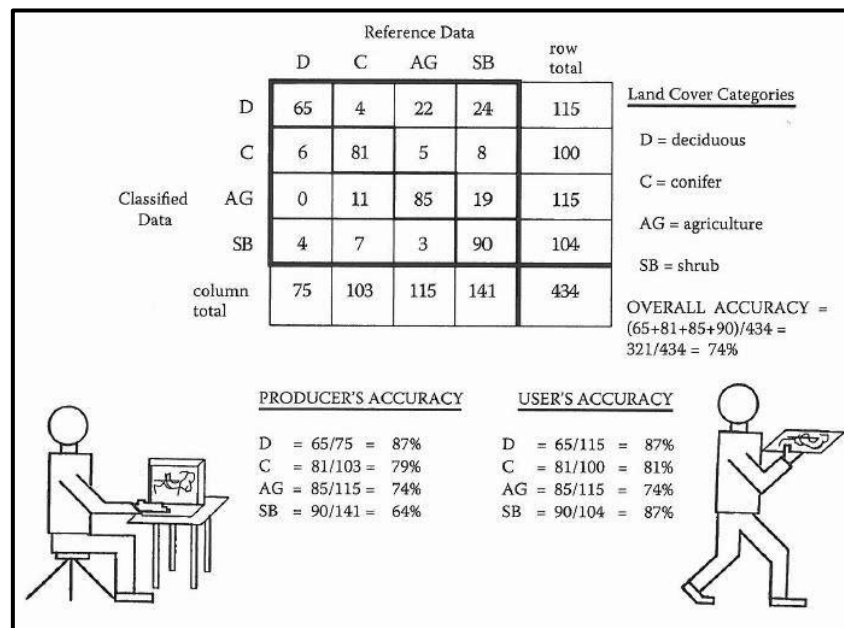 Reference Data
D C AG SB row total
D 65 4 22 24 115
C 6 81 5 8 100
Classified Data
AG 0 11 85 19 115
SB 4 7 3 90 104
column total 75 103 115 141 434
Land Cover Categories
D = deciduous
C = conifer
AG = agriculture
SB = shrub
OVERALL ACCURACY =
(65+81+85+90)/434 =
321/434 = 74%
PRODUCER'S ACCURACY
D = 65/75 = 87%
C = 81/103 = 79%
AG = 85/115 = 74%
SB = 90/141 = 64%
USER'S ACCURACY
D = 65/115 = 87%
C = 81/100 = 81%
AG = 85/115 = 74%
SB = 90/104 = 87%